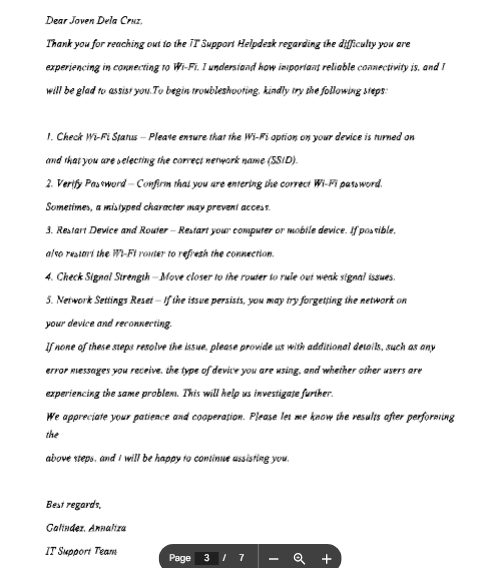 Dear Joven Dela Cruz,
Thank you for reaching out to the IT Support Helpdesk regarding the difficulty you are
experiencing in connecting to Wi-Fi. I understand how important reliable connectivity is, and I
will be glad to assist you.To begin troubleshooting, kindly try the following steps:
1. Check Wi-Fi Status – Please ensure that the Wi-Fi option on your device is turned on
and that you are selecting the correct network name (SSID).
2. Verify Password – Confirm that you are entering the correct Wi-Fi password.
Sometimes, a mistyped character may prevent access.
3. Restart Device and Router – Restart your computer or mobile device. If possible,
also restart the Wi-Fi router to refresh the connection.
4. Check Signal Strength – Move closer to the router to rule out weak signal issues.
5. Network Settings Reset – If the issue persists, you may try forgetting the network on
your device and reconnecting.
If none of these steps resolve the issue, please provide us with additional details, such as any
error messages you receive, the type of device you are using, and whether other users are
experiencing the same problem. This will help us investigate further.
We appreciate your patience and cooperation. Please let me know the results after performing
the
above steps, and I will be happy to continue assisting you.
Best regards,
Galindez, Annaliza
IT Support Team
Page 3 / 7